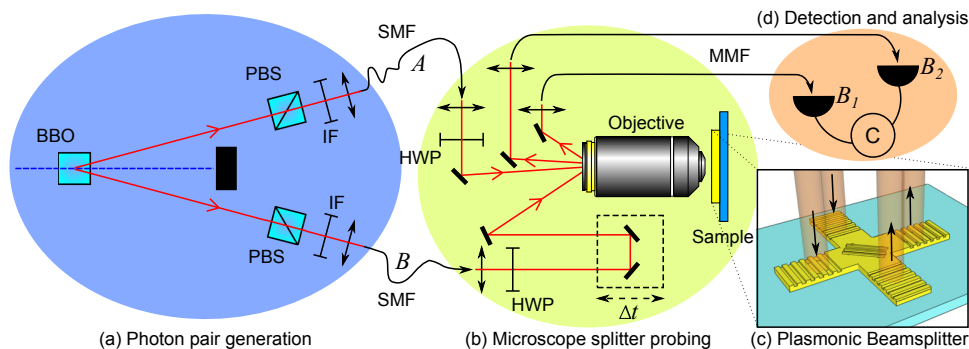 (d) Detection and analysis
SMF
A
PBS
MMF
B2
B1
IF
BBO
Objective
C
HWP
IF
PBS
Sample
B
SMF
HWP
Δt
(a) Photon pair generation
(b) Microscope splitter probing
(c) Plasmonic Beamsplitter